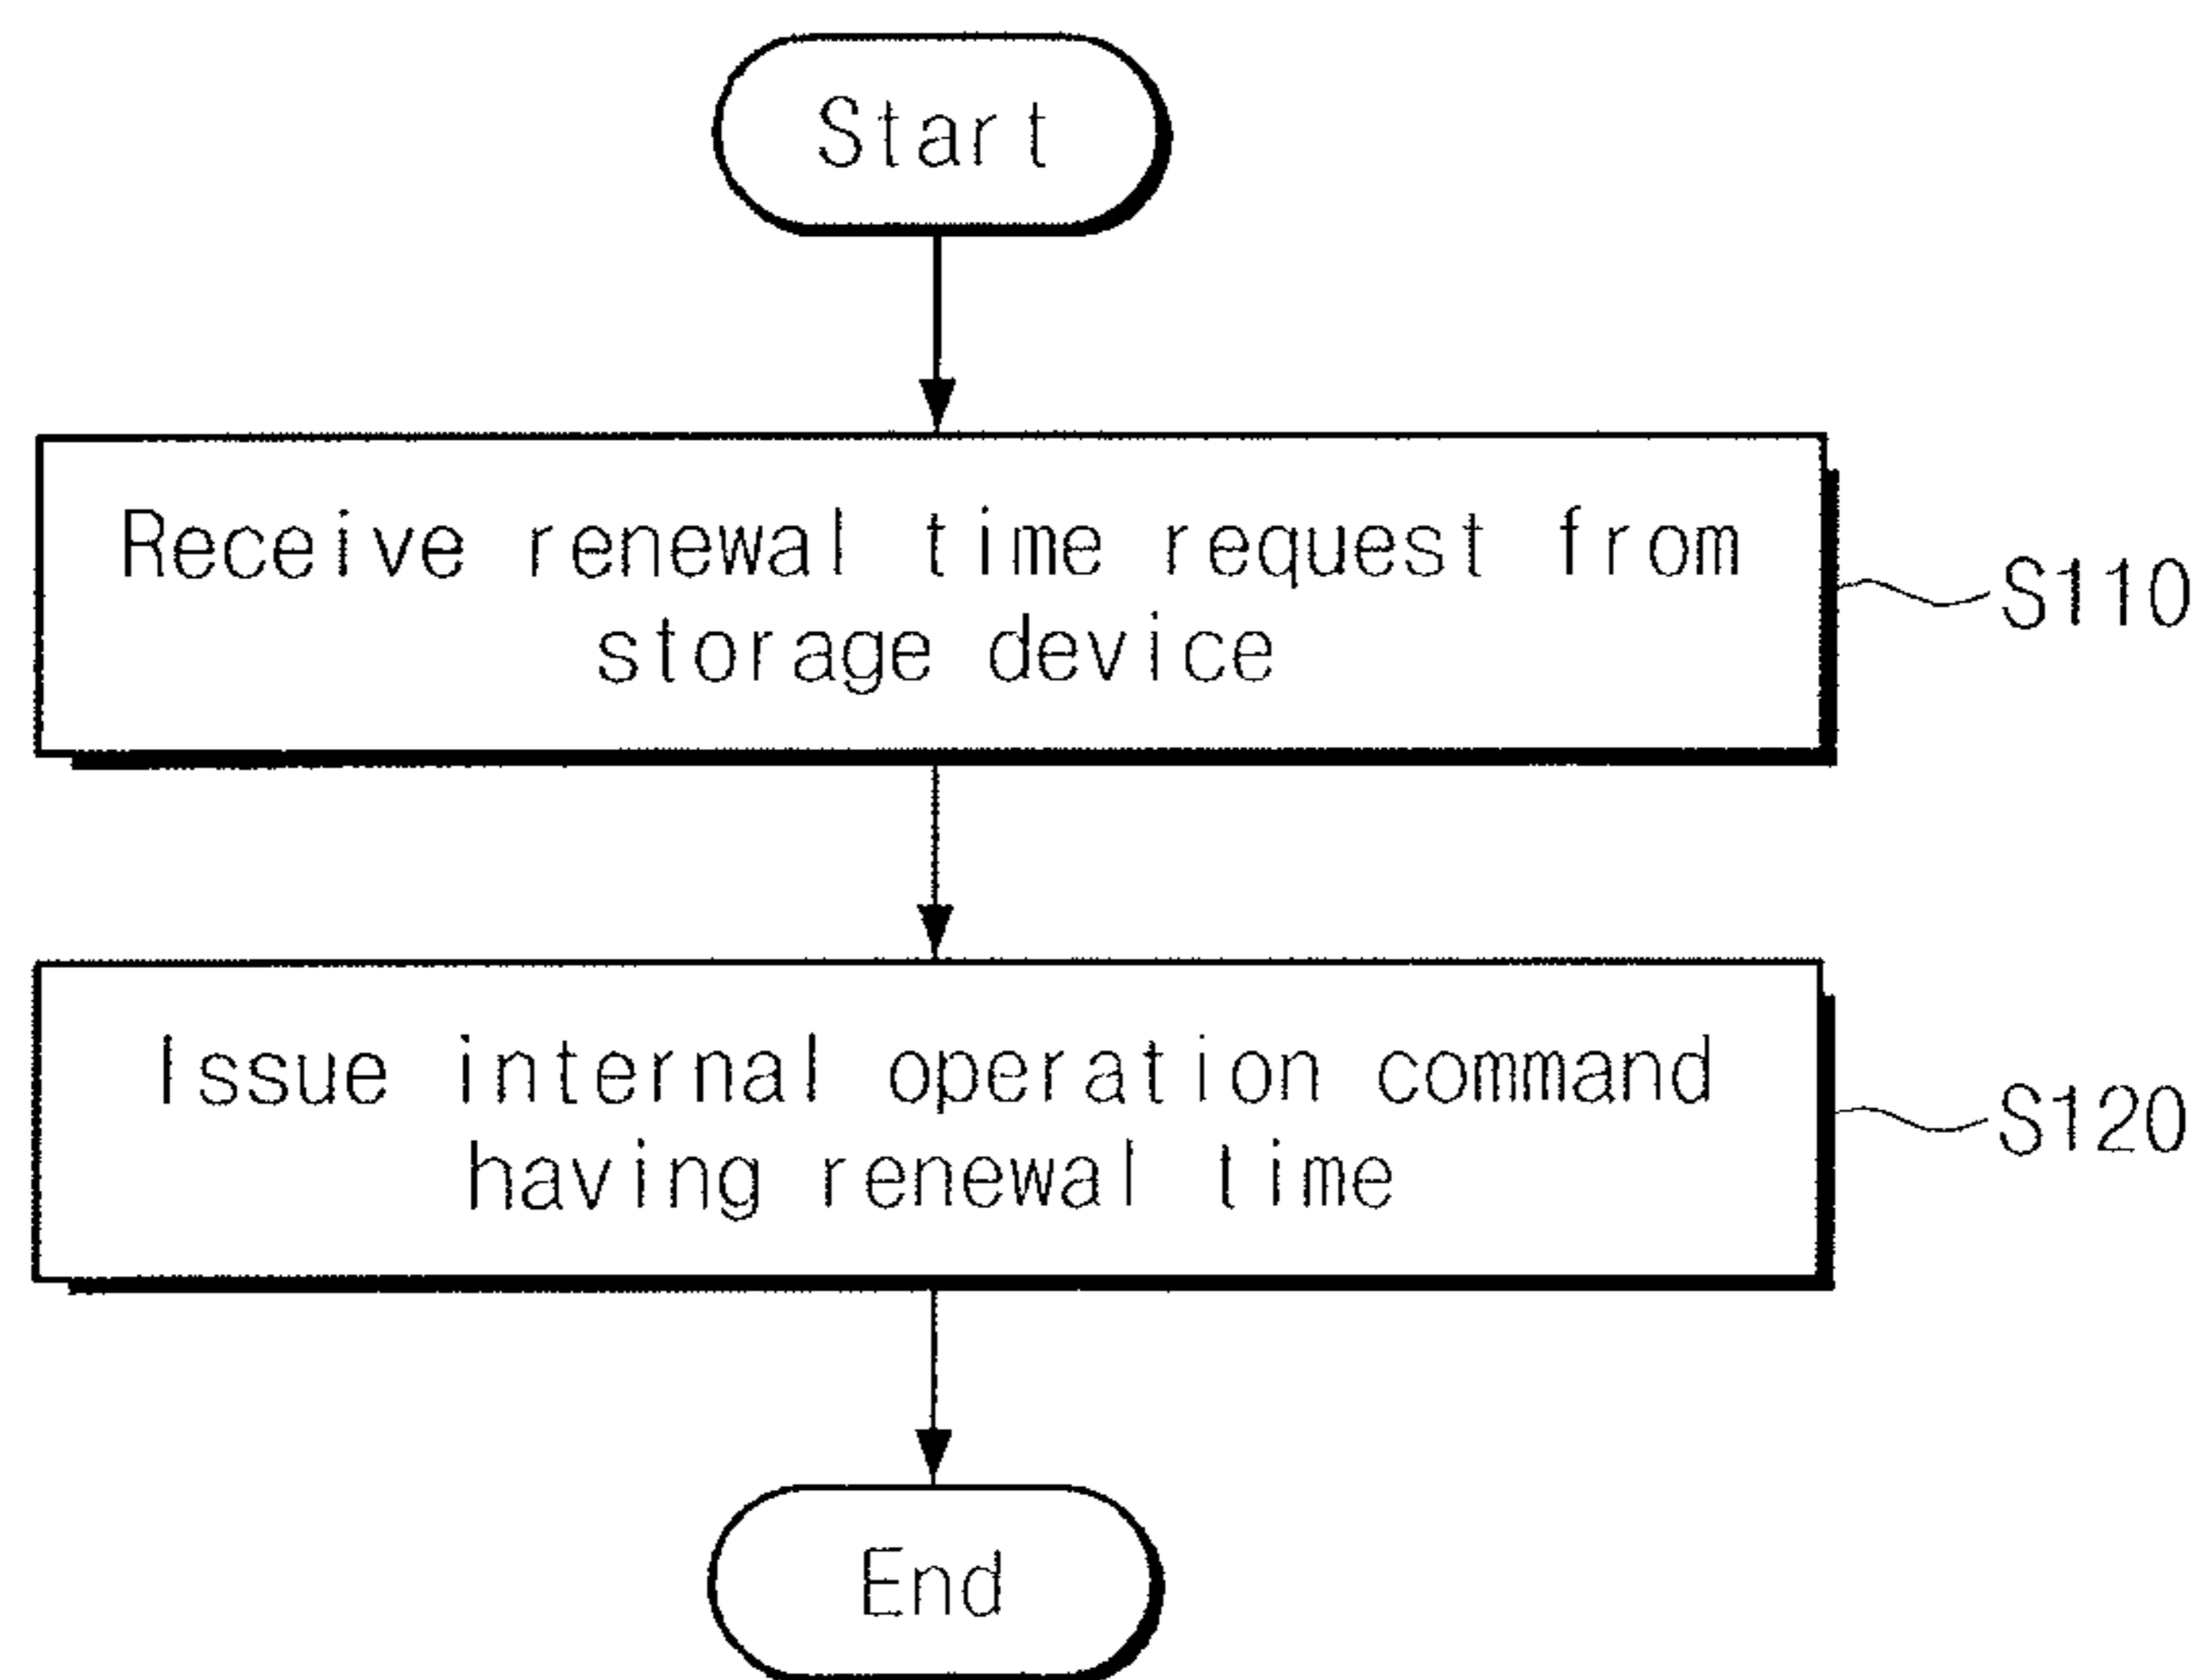 Start
Receive renewal time request from
storage device
S110
Issue internal operation command
having renewal time
S120
End